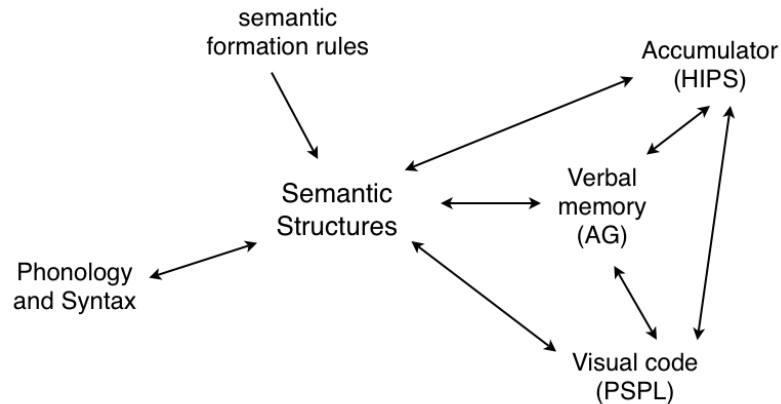 semantic
formation rules
Accumulator
(HIPS)
Semantic
Structures
Verbal
memory
(AG)
Phonology
and Syntax
Visual code
(PSPL)